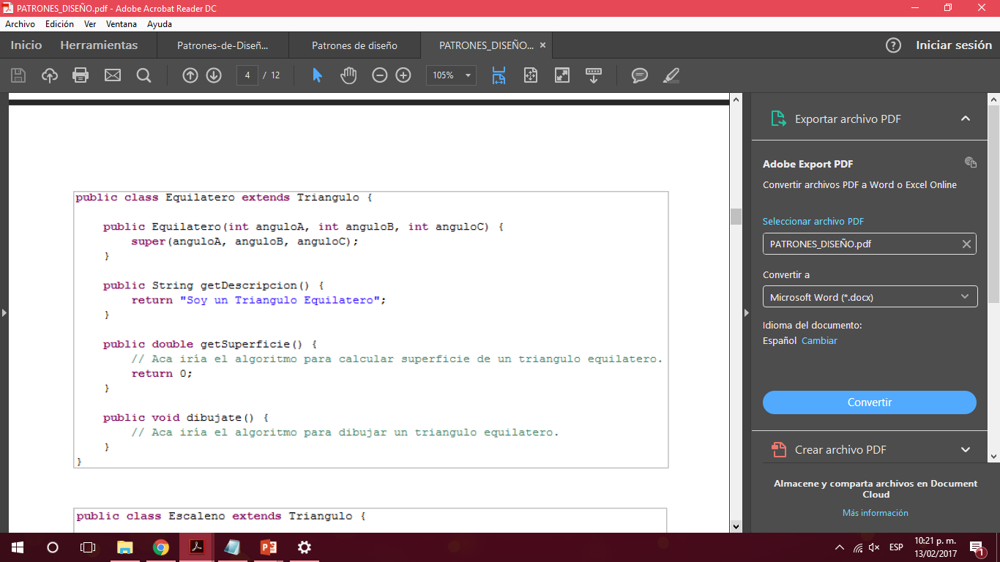 PATRONES_DISEÑO.pdf - Adobe Acrobat Reader DC
Archivo Edición Ver Ventana Ayuda
Inicio Herramientas Patrones-de-Diseñ... Patrones de diseño PATRONES_DISEÑO... × ? Iniciar sesión
4 / 12 105%
public class Equilatero extends Triangulo {
public Equilatero(int anguloA, int anguloB, int anguloC) {
super(anguloA, anguloB, anguloC);
}
public String getDescripcion() {
return "Soy un Triangulo Equilatero";
}
public double getSuperficie() {
// Aca iría el algoritmo para calcular superficie de un triangulo equilatero.
return 0;
}
public void dibujate() {
// Aca iría el algoritmo para dibujar un triangulo equilatero.
}
}
public class Escaleno extends Triangulo {
Exportar archivo PDF
Adobe Export PDF
Convertir archivos PDF a Word o Excel Online
Seleccionar archivo PDF
PATRONES_DISEÑO.pdf
Convertir a
Microsoft Word (*.docx)
Idioma del documento:
Español Cambiar
Convertir
Crear archivo PDF
Almacene y comparta archivos en Document
Cloud
Más información
ESP
10:21 p. m.
13/02/2017
1